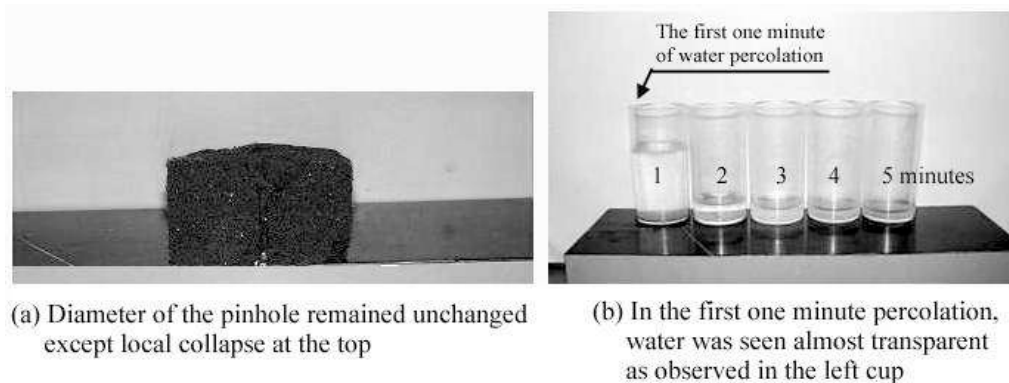 The first one minute
of water percolation
1 2 3 4 5 minutes
(a) Diameter of the pinhole remained unchanged
except local collapse at the top
(b) In the first one minute percolation,
water was seen almost transparent
as observed in the left cup